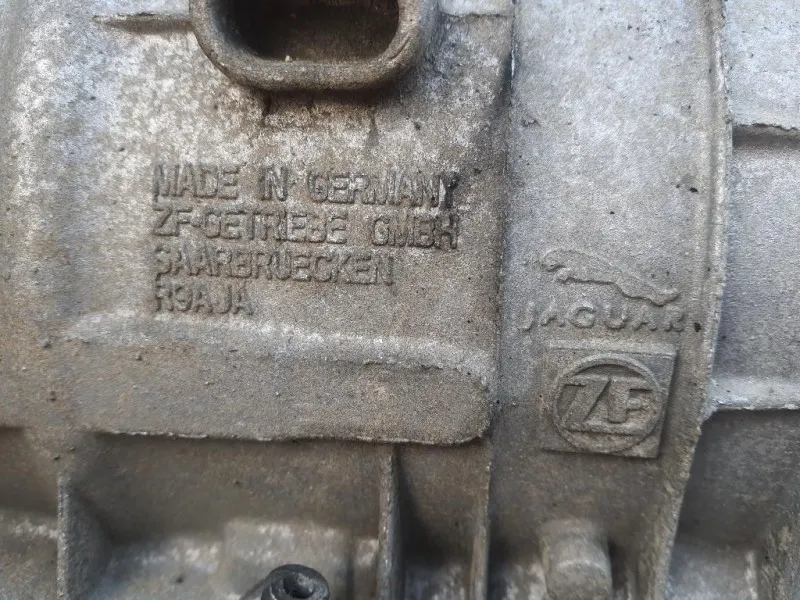 MADE IN GERMANY
ZF-GETRIEBE GMBH
SAARBRUECKEN
R9AJA
JAGUAR
ZF